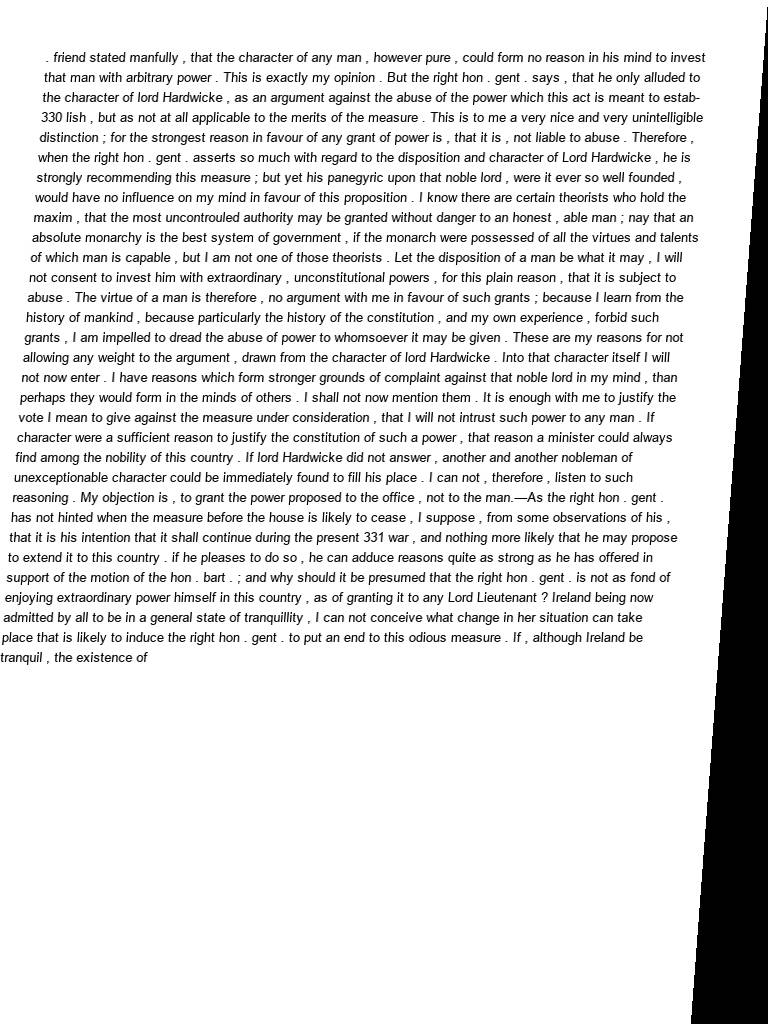 . friend stated manfully , that the character of any man , however pure , could form no reason in his mind to invest
that man with arbitrary power . This is exactly my opinion . But the right hon . gent . says , that he only alluded to
the character of lord Hardwicke , as an argument against the abuse of the power which this act is meant to estab-
330 lish , but as not at all applicable to the merits of the measure . This is to me a very nice and very unintelligible
distinction ; for the strongest reason in favour of any grant of power is , that it is , not liable to abuse . Therefore ,
when the right hon . gent . asserts so much with regard to the disposition and character of Lord Hardwicke , he is
strongly recommending this measure ; but yet his panegyric upon that noble lord , were it ever so well founded ,
would have no influence on my mind in favour of this proposition . I know there are certain theorists who hold the
maxim , that the most uncontrouled authority may be granted without danger to an honest , able man ; nay that an
absolute monarchy is the best system of government , if the monarch were possessed of all the virtues and talents
of which man is capable , but I am not one of those theorists . Let the disposition of a man be what it may , I will
not consent to invest him with extraordinary , unconstitutional powers , for this plain reason , that it is subject to
abuse . The virtue of a man is therefore , no argument with me in favour of such grants ; because I learn from the
history of mankind , because particularly the history of the constitution , and my own experience , forbid such
grants , I am impelled to dread the abuse of power to whomsoever it may be given . These are my reasons for not
allowing any weight to the argument , drawn from the character of lord Hardwicke . Into that character itself I will
not now enter . I have reasons which form stronger grounds of complaint against that noble lord in my mind , than
perhaps they would form in the minds of others . I shall not now mention them . It is enough with me to justify the
vote I mean to give against the measure under consideration , that I will not intrust such power to any man . If
character were a sufficient reason to justify the constitution of such a power , that reason a minister could always
find among the nobility of this country . If lord Hardwicke did not answer , another and another nobleman of
unexceptionable character could be immediately found to fill his place . I can not , therefore , listen to such
reasoning . My objection is , to grant the power proposed to the office , not to the man.—As the right hon . gent .
has not hinted when the measure before the house is likely to cease , I suppose , from some observations of his ,
that it is his intention that it shall continue during the present 331 war , and nothing more likely that he may propose
to extend it to this country . if he pleases to do so , he can adduce reasons quite as strong as he has offered in
support of the motion of the hon . bart . ; and why should it be presumed that the right hon . gent . is not as fond of
enjoying extraordinary power himself in this country , as of granting it to any Lord Lieutenant ? Ireland being now
admitted by all to be in a general state of tranquillity , I can not conceive what change in her situation can take
place that is likely to induce the right hon . gent . to put an end to this odious measure . If , although Ireland be
tranquil , the existence of